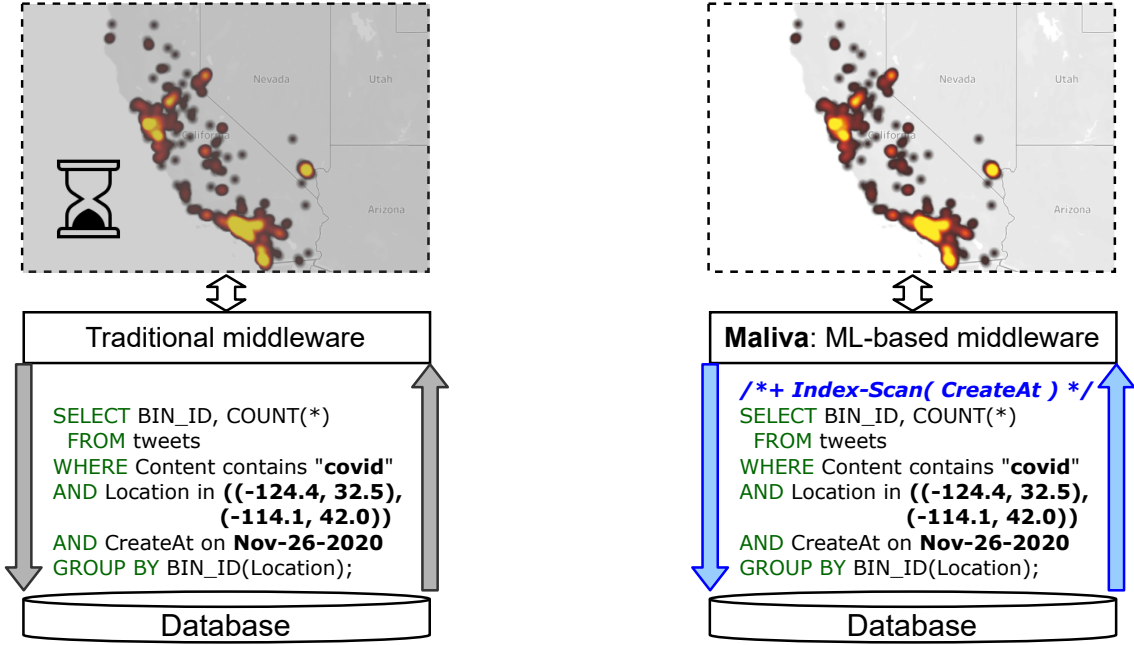 Nevada
Utah
California
Arizona
Traditional middleware
SELECT BIN_ID, COUNT(*)
FROM tweets
WHERE Content contains "covid"
AND Location in ((-124.4, 32.5),
(-114.1, 42.0))
AND CreateAt on Nov-26-2020
GROUP BY BIN_ID(Location);
Database
Nevada
Utah
California
Arizona
Maliva: ML-based middleware
/*+ Index-Scan( CreateAt ) */
SELECT BIN_ID, COUNT(*)
FROM tweets
WHERE Content contains "covid"
AND Location in ((-124.4, 32.5),
(-114.1, 42.0))
AND CreateAt on Nov-26-2020
GROUP BY BIN_ID(Location);
Database